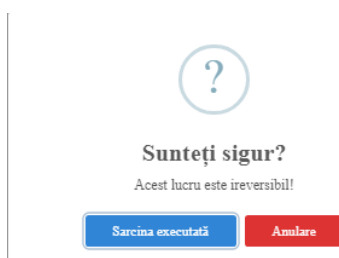 ?
Sunteți sigur?
Acest lucru este ireversibil!
Sarcina executată
Anulare